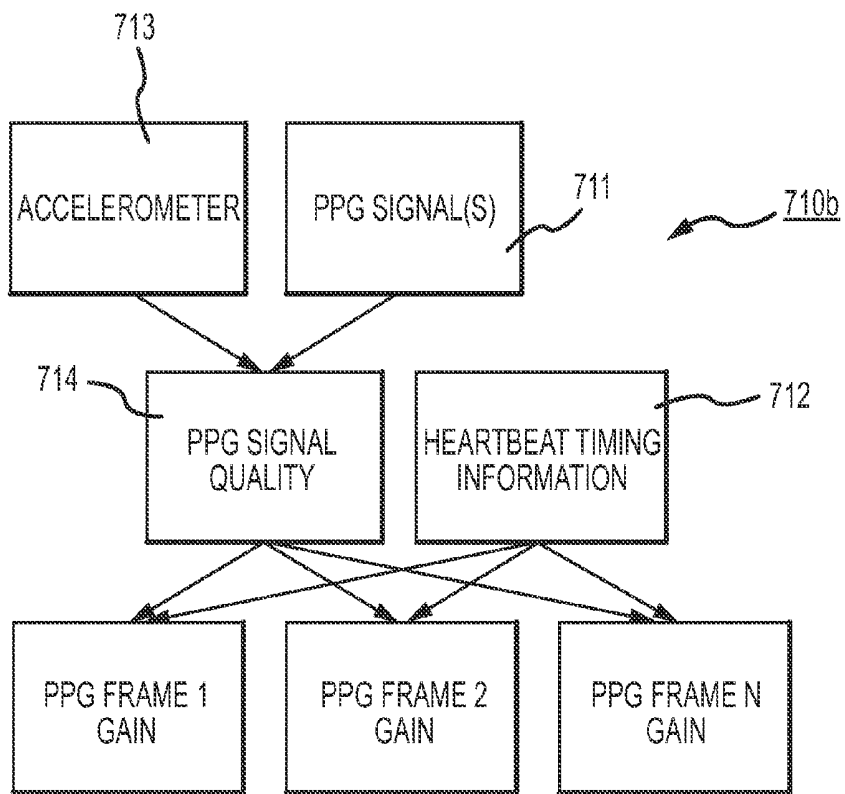 713
ACCELEROMETER
PPG SIGNAL(S)
711
710b
714
PPG SIGNAL
QUALITY
HEARTBEAT TIMING
INFORMATION
712
PPG FRAME 1
GAIN
PPG FRAME 2
GAIN
PPG FRAME N
GAIN